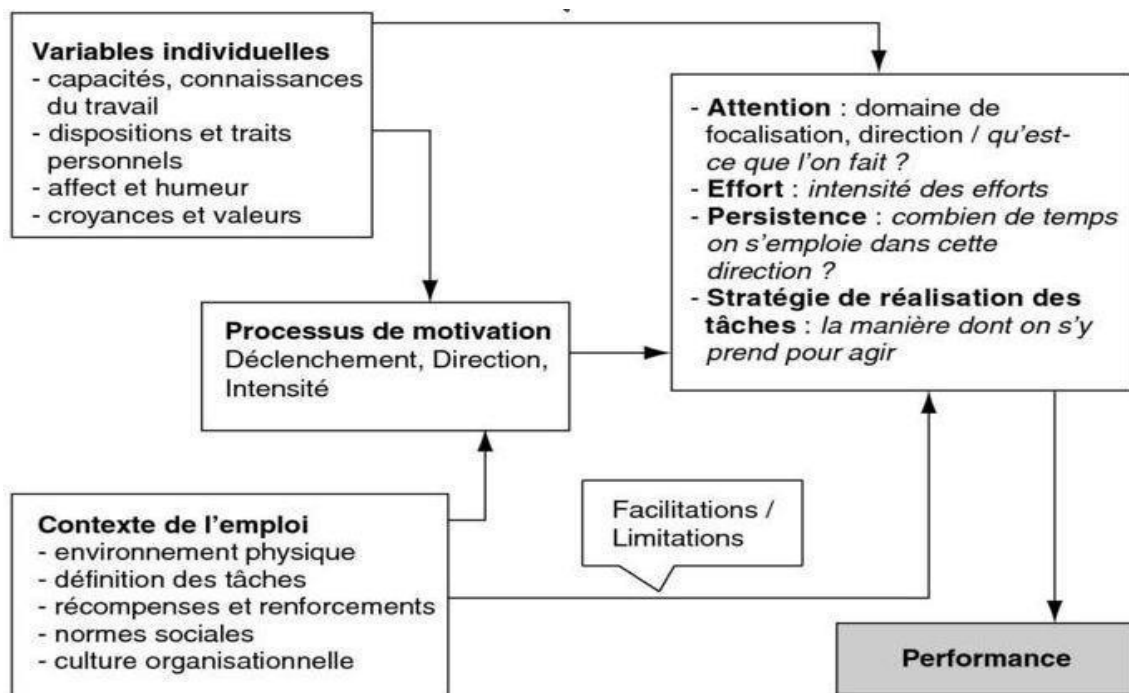 Variables individuelles
- capacités, connaissances
du travail
- dispositions et traits
personnels
- affect et humeur
- croyances et valeurs
- Attention : domaine de
focalisation, direction / qu'est-
ce que l'on fait ?
- Effort : intensité des efforts
- Persistence : combien de temps
on s'emploie dans cette
direction ?
- Stratégie de réalisation des
tâches : la manière dont on s'y
prend pour agir
Processus de motivation
Déclenchement, Direction,
Intensité
Contexte de l'emploi
- environnement physique
- définition des tâches
- récompenses et renforcements
- normes sociales
- culture organisationnelle
Facilitations /
Limitations
Performance